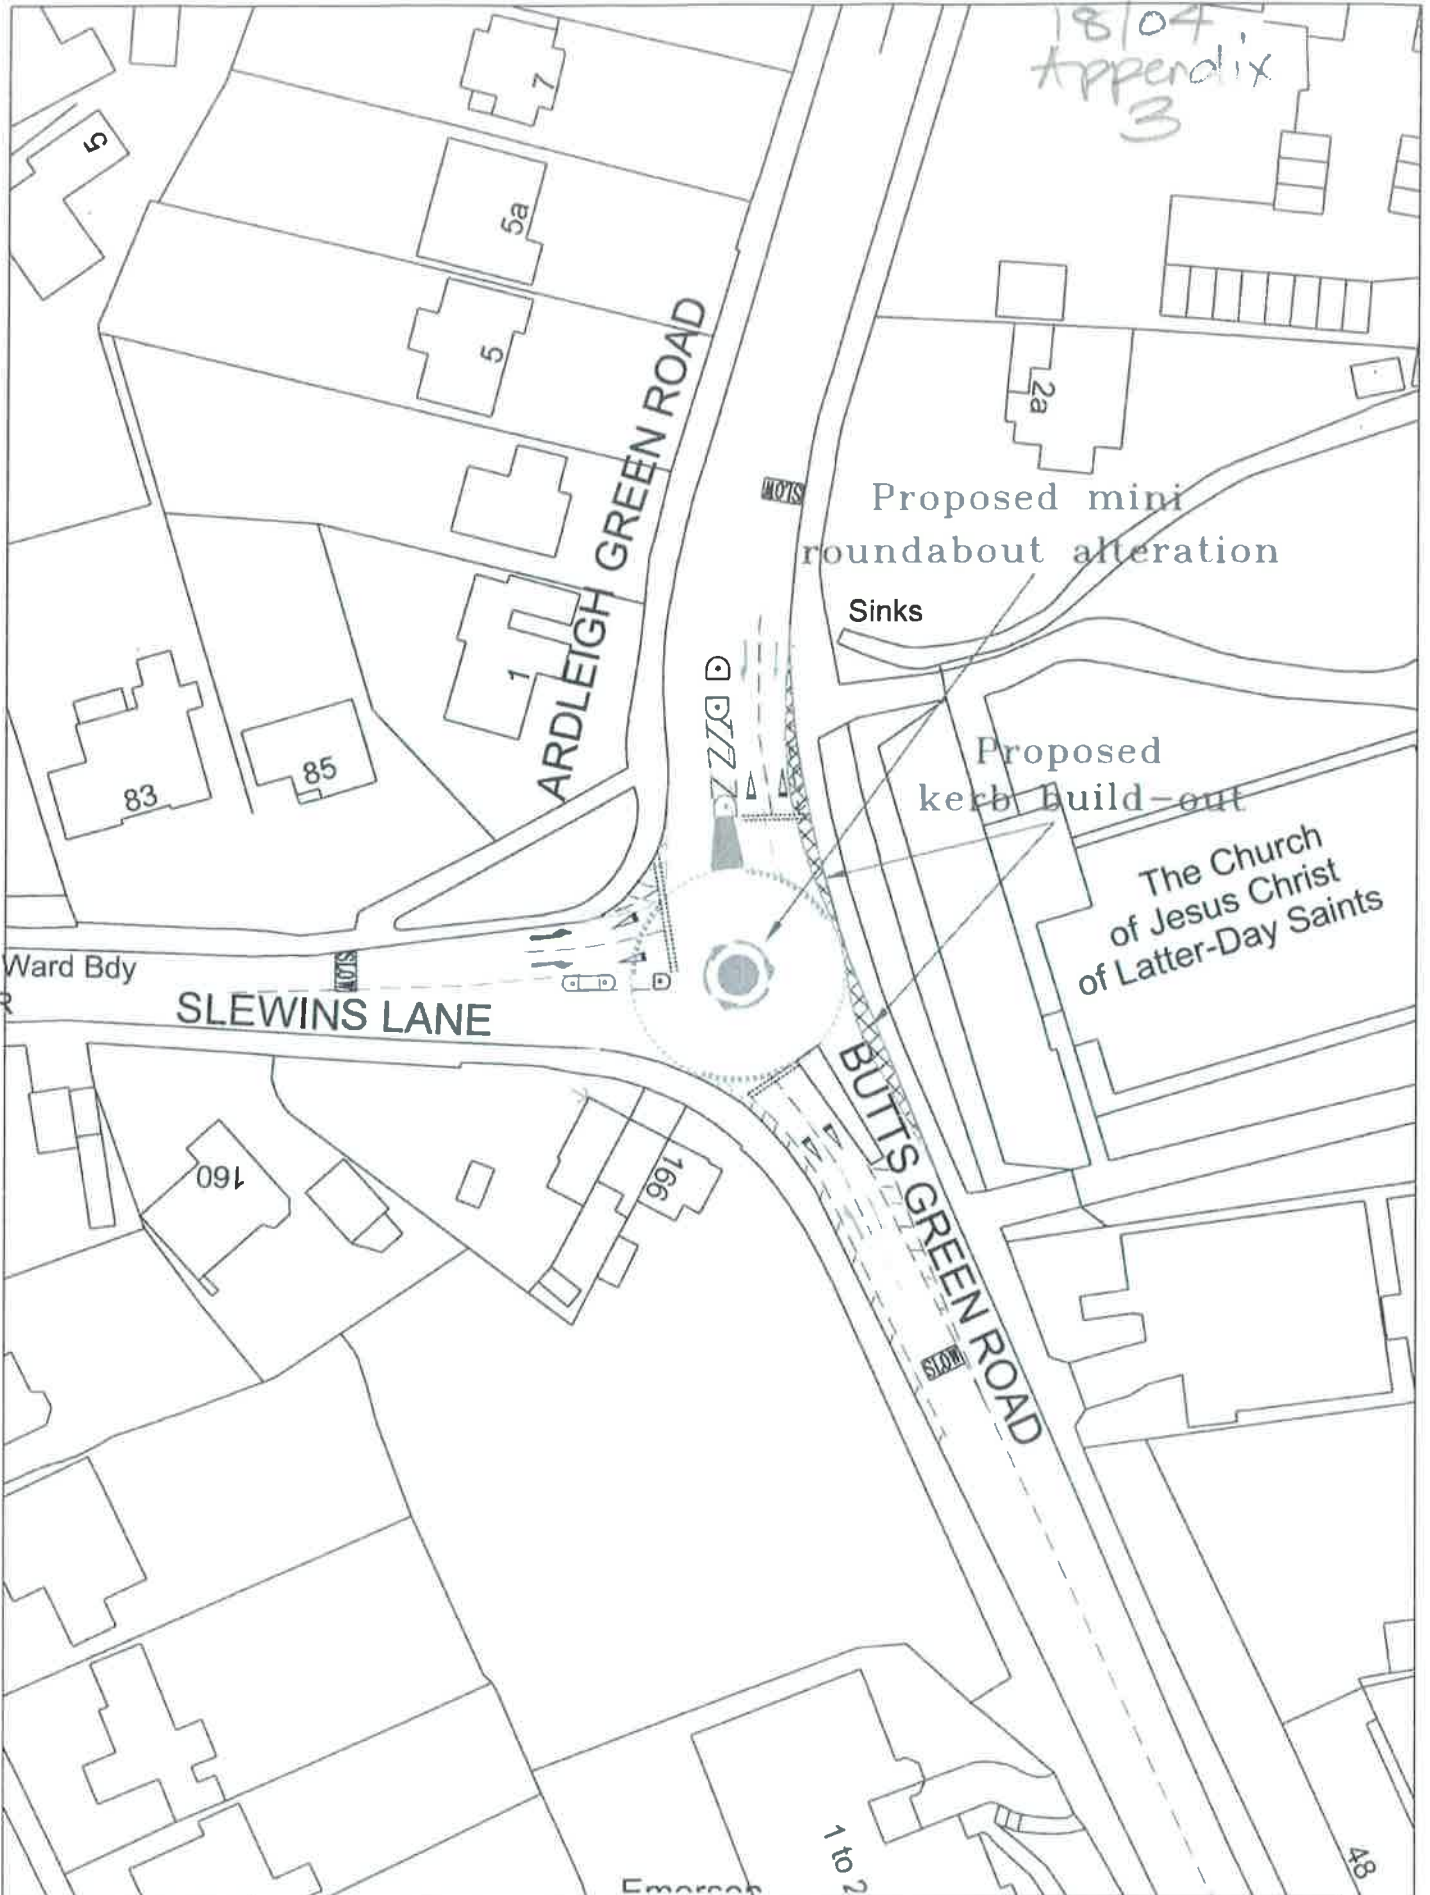 18/04
Appendix
3
7
5
5a
5
ARDLEIGH GREEN ROAD
2a
SLOW
Proposed mini
roundabout alteration
Sinks
1
Proposed
kerb build-out
85
83
The Church
of Jesus Christ
of Latter-Day Saints
Ward Bdy
SLOW
SLEWINS LANE
BUTTS GREEN ROAD
160
166
SLOW
1 to 2
48
Emerson